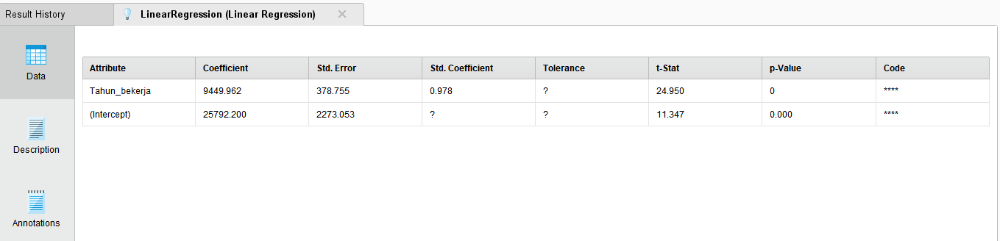 Result History
LinearRegression (Linear Regression)
Data
Description
Annotations
Attribute Coefficient Std. Error Std. Coefficient Tolerance t-Stat p-Value Code
Tahun_bekerja 9449.962 378.755 0.978 ? 24.950 0 ****
(Intercept) 25792.200 2273.053 ? ? 11.347 0.000 ****